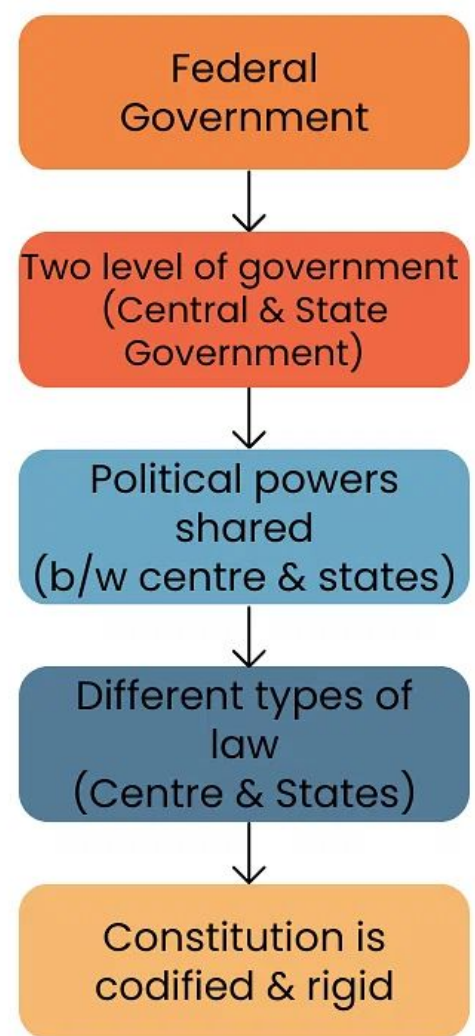 Federal
Government
Two level of government
(Central & State
Government)
Political powers
shared
(b/w centre & states)
Different types of
law
(Centre & States)
Constitution is
codified & rigid